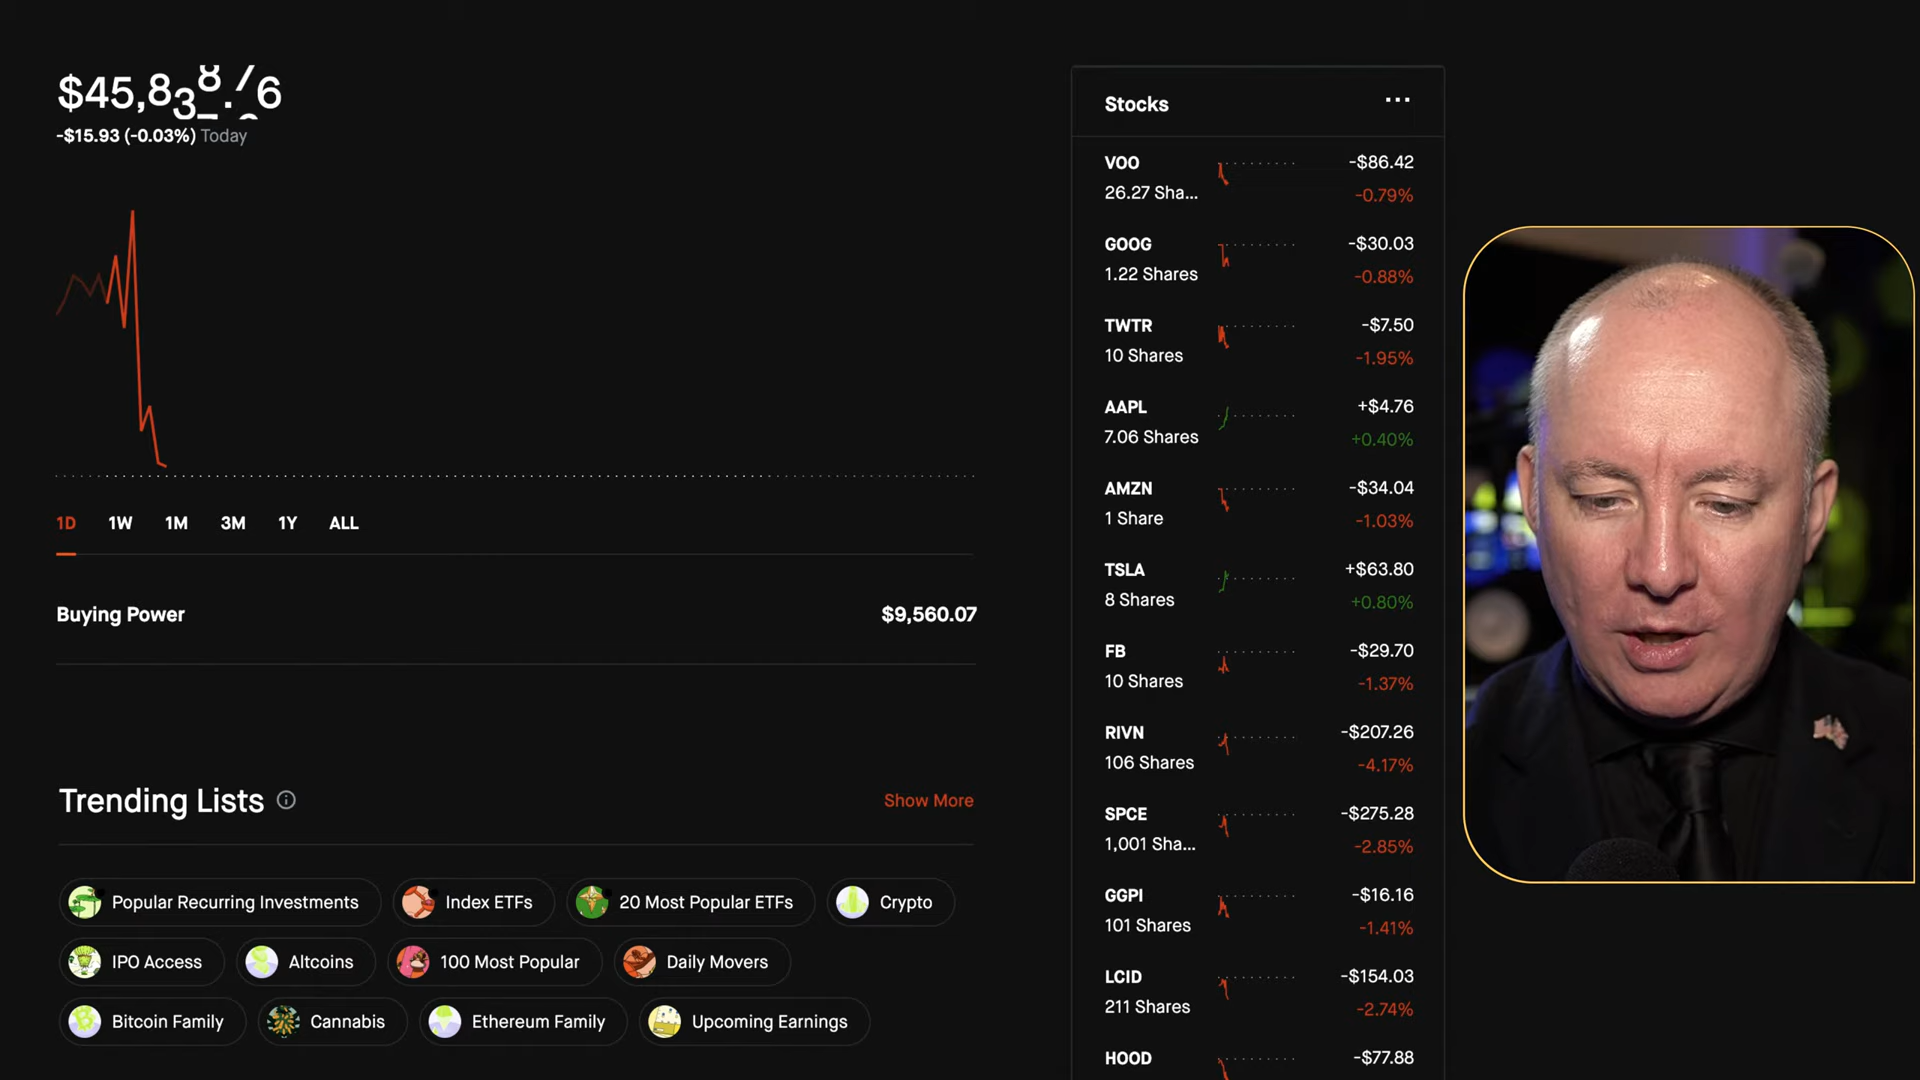 -$15.93 (-0.03%) Today
1D 1W 1M 3M 1Y ALL
Buying Power $9,560.07
Trending Lists Show More
Popular Recurring Investments
Index ETFs
20 Most Popular ETFs
Crypto
IPO Access
Altcoins
100 Most Popular
Daily Movers
Bitcoin Family
Cannabis
Ethereum Family
Upcoming Earnings
Stocks ...
VOO -$86.42
26.27 Sha... -0.79%
GOOG -$30.03
1.22 Shares -0.88%
TWTR -$7.50
10 Shares -1.95%
AAPL +$4.76
7.06 Shares +0.40%
AMZN -$34.04
1 Share -1.03%
TSLA +$63.80
8 Shares +0.80%
FB -$29.70
10 Shares -1.37%
RIVN -$207.26
106 Shares -4.17%
SPCE -$275.28
1,001 Sha... -2.85%
GGPI -$16.16
101 Shares -1.41%
LCID -$154.03
211 Shares -2.74%
HOOD -$77.88